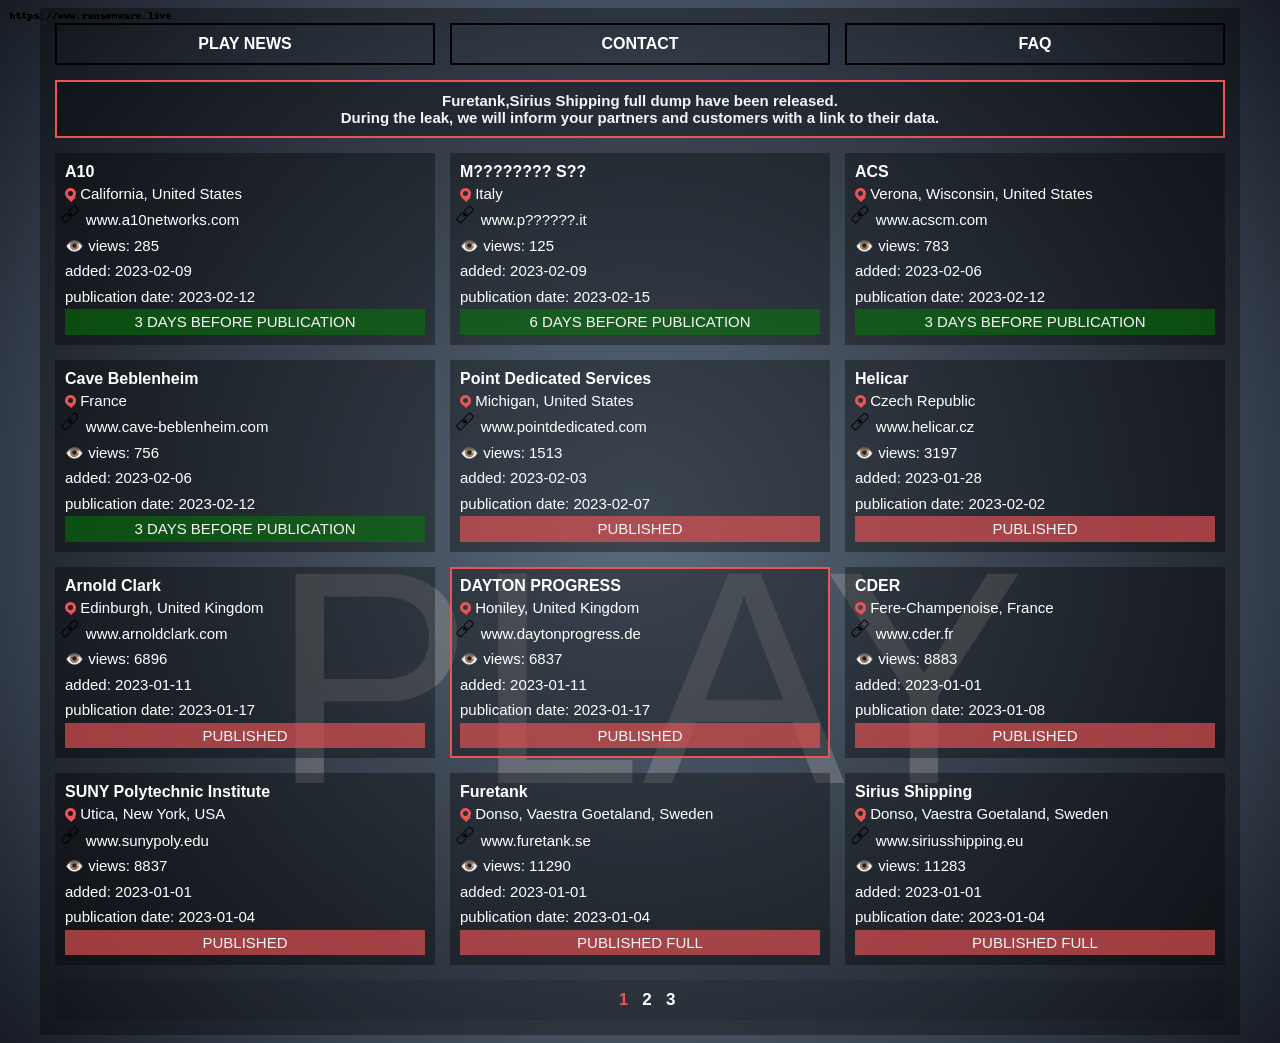 https://www.ransomware.live
PLAY NEWS
CONTACT
FAQ
Furetank,Sirius Shipping full dump have been released.
During the leak, we will inform your partners and customers with a link to their data.
A10
California, United States
www.a10networks.com
views: 285
added: 2023-02-09
publication date: 2023-02-12
3 DAYS BEFORE PUBLICATION
M???????? S??
Italy
www.p??????.it
views: 125
added: 2023-02-09
publication date: 2023-02-15
6 DAYS BEFORE PUBLICATION
ACS
Verona, Wisconsin, United States
www.acscm.com
views: 783
added: 2023-02-06
publication date: 2023-02-12
3 DAYS BEFORE PUBLICATION
Cave Beblenheim
France
www.cave-beblenheim.com
views: 756
added: 2023-02-06
publication date: 2023-02-12
3 DAYS BEFORE PUBLICATION
Point Dedicated Services
Michigan, United States
www.pointdedicated.com
views: 1513
added: 2023-02-03
publication date: 2023-02-07
PUBLISHED
Helicar
Czech Republic
www.helicar.cz
views: 3197
added: 2023-01-28
publication date: 2023-02-02
PUBLISHED
Arnold Clark
Edinburgh, United Kingdom
www.arnoldclark.com
views: 6896
added: 2023-01-11
publication date: 2023-01-17
PUBLISHED
DAYTON PROGRESS
Honiley, United Kingdom
www.daytonprogress.de
views: 6837
added: 2023-01-11
publication date: 2023-01-17
PUBLISHED
CDER
Fere-Champenoise, France
www.cder.fr
views: 8883
added: 2023-01-01
publication date: 2023-01-08
PUBLISHED
PLAY
SUNY Polytechnic Institute
Utica, New York, USA
www.sunypoly.edu
views: 8837
added: 2023-01-01
publication date: 2023-01-04
PUBLISHED
Furetank
Donso, Vaestra Goetaland, Sweden
www.furetank.se
views: 11290
added: 2023-01-01
publication date: 2023-01-04
PUBLISHED FULL
Sirius Shipping
Donso, Vaestra Goetaland, Sweden
www.siriusshipping.eu
views: 11283
added: 2023-01-01
publication date: 2023-01-04
PUBLISHED FULL
1 2 3